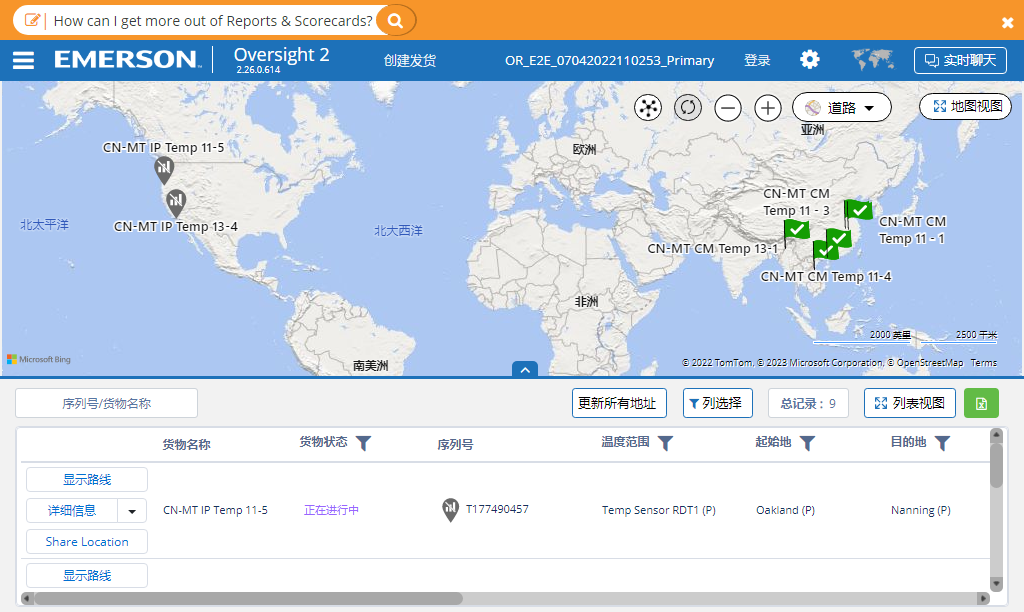 How can I get more out of Reports & Scorecards?
EMERSON
Oversight 2
2.26.0.614
创建发货
OR_E2E_07042022110253_Primary
登录
实时聊天
道路
地图视图
亚洲
欧洲
CN-MT IP Temp 11-5
CN-MT IP Temp 13-4
北太平洋
北大西洋
CN-MT CM
Temp 11 - 3
CN-MT CM
Temp 11 - 1
CN-MT CM Temp 13-1
CN-MT CM Temp 11-4
非洲
南美洲
2000 英里
2500 千米
Microsoft Bing
© 2022 TomTom, © 2023 Microsoft Corporation, © OpenStreetMap Terms
序列号/货物名称
更新所有地址
列选择
总记录 : 9
列表视图
货物名称
货物状态
序列号
温度范围
起始地
目的地
显示路线
详细信息
Share Location
CN-MT IP Temp 11-5
正在进行中
T177490457
Temp Sensor RDT1 (P)
Oakland (P)
Nanning (P)
显示路线